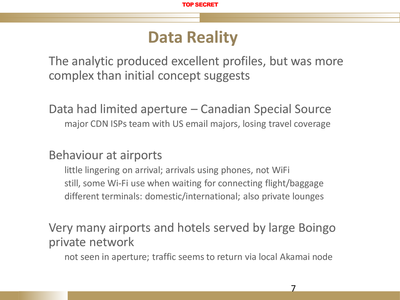 TOP SECRET
Data Reality
The analytic produced excellent profiles, but was more
complex than initial concept suggests
Data had limited aperture – Canadian Special Source
major CDN ISPs team with US email majors, losing travel coverage
Behaviour at airports
little lingering on arrival; arrivals using phones, not WiFi
still, some Wi-Fi use when waiting for connecting flight/baggage
different terminals: domestic/international; also private lounges
Very many airports and hotels served by large Boingo
private network
not seen in aperture; traffic seems to return via local Akamai node
7